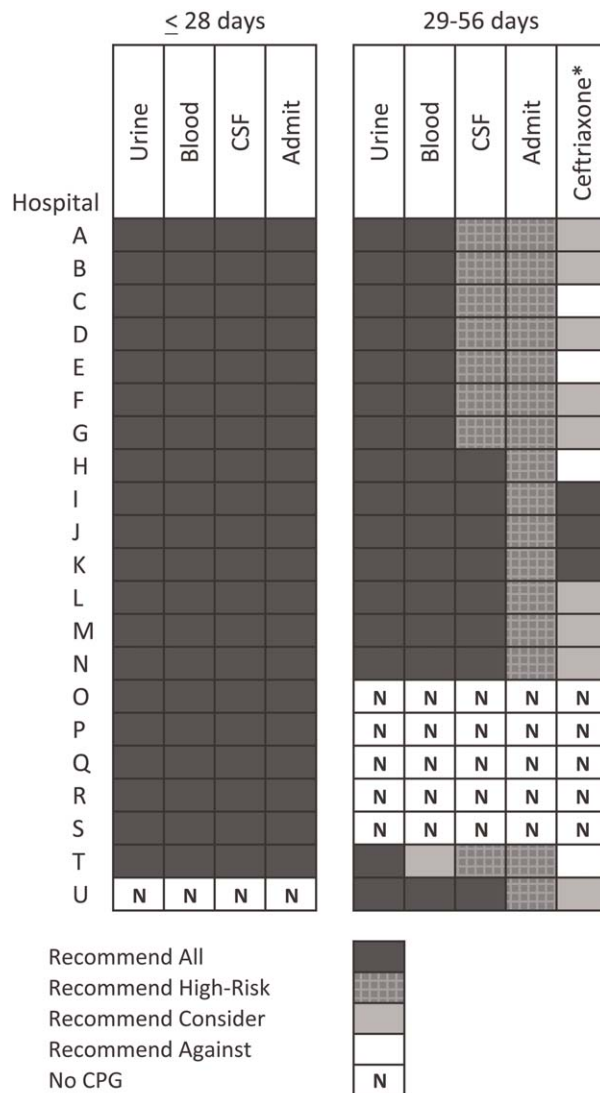 ≤ 28 days 29-56 days
Hospital Urine Blood CSF Admit Urine Blood CSF Admit Ceftriaxone*
A
B
C
D
E
F
G
H
I
J
K
L
M
N
O N N N N N
P N N N N N
Q N N N N N
R N N N N N
S N N N N N
T
U N N N N
Recommend All
Recommend High-Risk
Recommend Consider
Recommend Against
No CPG N